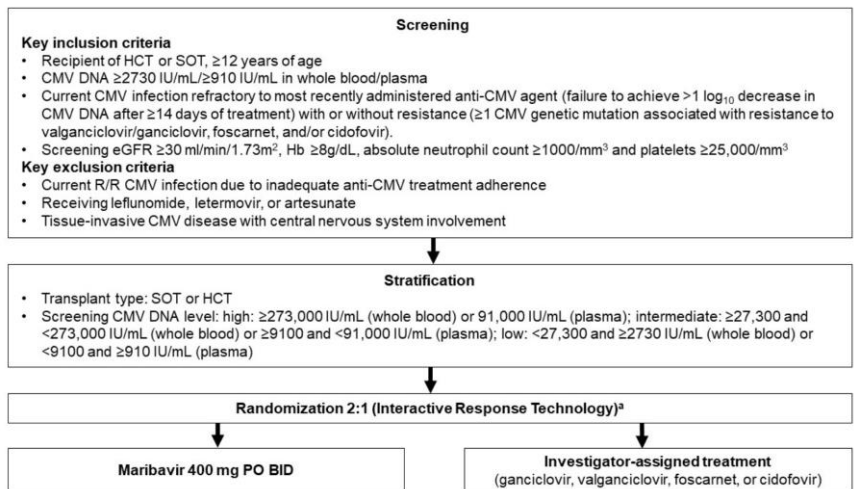 Screening
Key inclusion criteria
• Recipient of HCT or SOT, ≥12 years of age
• CMV DNA ≥2730 IU/mL/≥910 IU/mL in whole blood/plasma
• Current CMV infection refractory to most recently administered anti-CMV agent (failure to achieve >1 log₁₀ decrease in
CMV DNA after ≥14 days of treatment) with or without resistance (≥1 CMV genetic mutation associated with resistance to
valganciclovir/ganciclovir, foscarnet, and/or cidofovir).
• Screening eGFR ≥30 ml/min/1.73m², Hb ≥8g/dL, absolute neutrophil count ≥1000/mm³ and platelets ≥25,000/mm³
Key exclusion criteria
• Current R/R CMV infection due to inadequate anti-CMV treatment adherence
• Receiving leflunomide, letermovir, or artesunate
• Tissue-invasive CMV disease with central nervous system involvement
Stratification
• Transplant type: SOT or HCT
• Screening CMV DNA level: high: ≥273,000 IU/mL (whole blood) or 91,000 IU/mL (plasma); intermediate: ≥27,300 and
<273,000 IU/mL (whole blood) or ≥9100 and <91,000 IU/mL (plasma); low: <27,300 and ≥2730 IU/mL (whole blood) or
<9100 and ≥910 IU/mL (plasma)
Randomization 2:1 (Interactive Response Technology)ᵃ
Maribavir 400 mg PO BID
Investigator-assigned treatment
(ganciclovir, valganciclovir, foscarnet, or cidofovir)